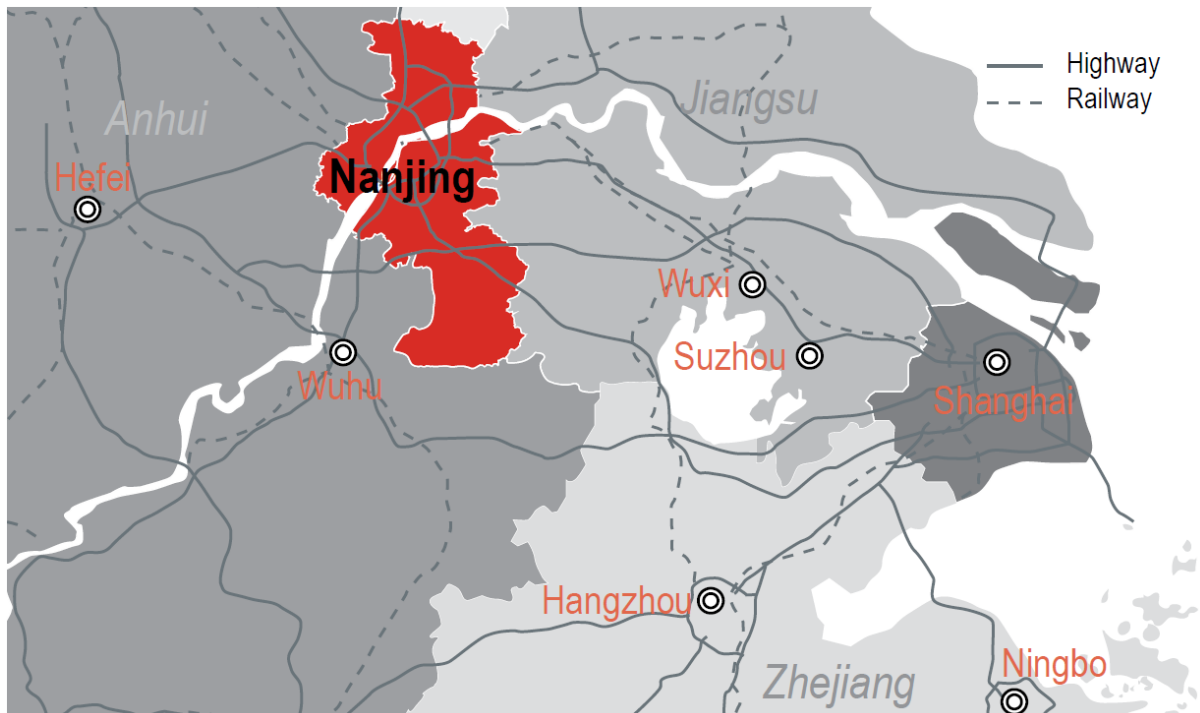 Highway
Railway
Jiangsu
Anhui
Hefei
Nanjing
Wuxi
Suzhou
Wuhu
Shanghai
Hangzhou
Ningbo
Zhejiang